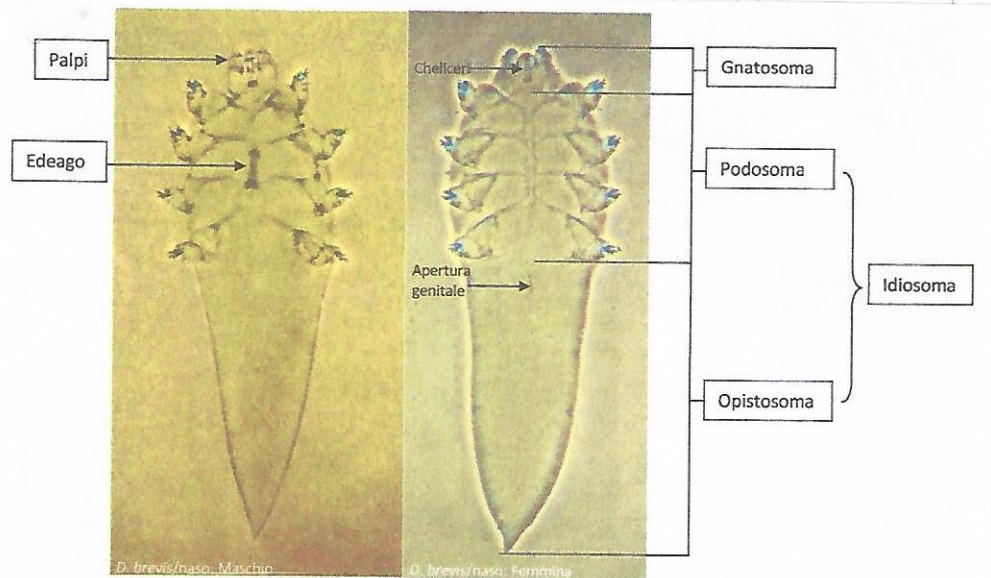 Palpi
Edeago
Cheliceri
Apertura
genitale
Gnatosoma
Podosoma
Idiosoma
Opistosoma
D. brevis/naso: Maschio
D. brevis/naso: Femmina